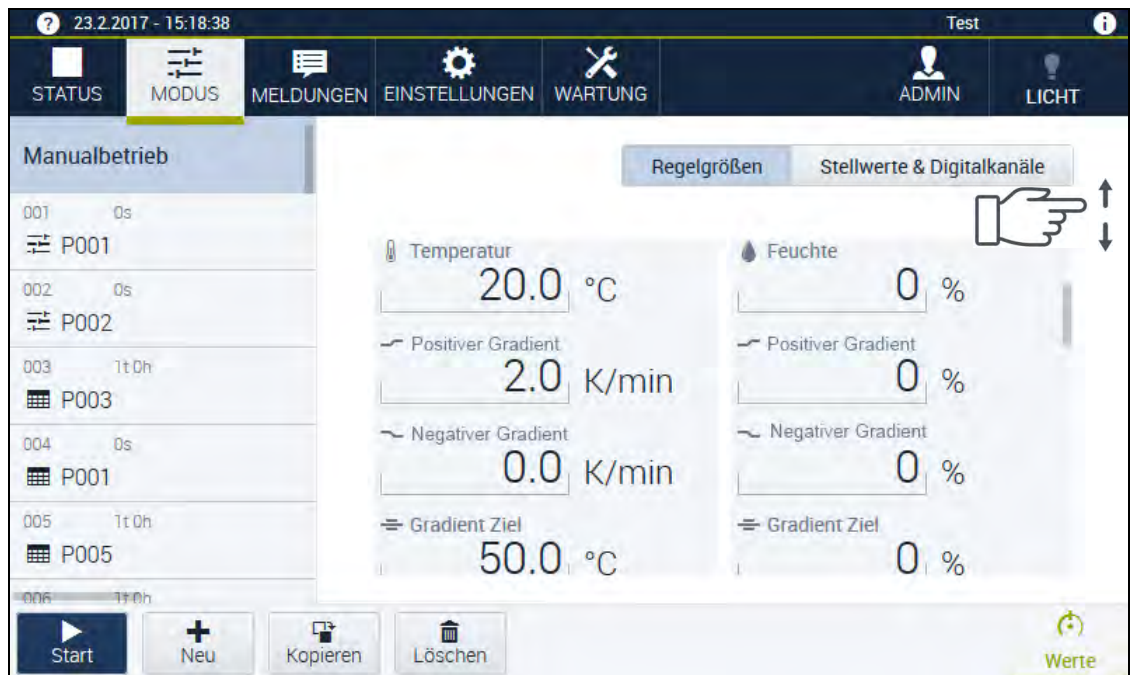 ? 23.2.2017 - 15:18:38 Test i
STATUS MODUS MELDUNGEN EINSTELLUNGEN WARTUNG ADMIN LICHT
Manualbetrieb
Regelgrößen Stellwerte & Digitalkanäle
001 0s
P001
002 0s
P002
003 1t 0h
P003
004 0s
P001
005 1t 0h
P005
006 1t 0h
Temperatur Feuchte
20.0 °C 0 %
Positiver Gradient Positiver Gradient
2.0 K/min 0 %
Negativer Gradient Negativer Gradient
0.0 K/min 0 %
Gradient Ziel Gradient Ziel
50.0 °C 0 %
Start Neu Kopieren Löschen Werte